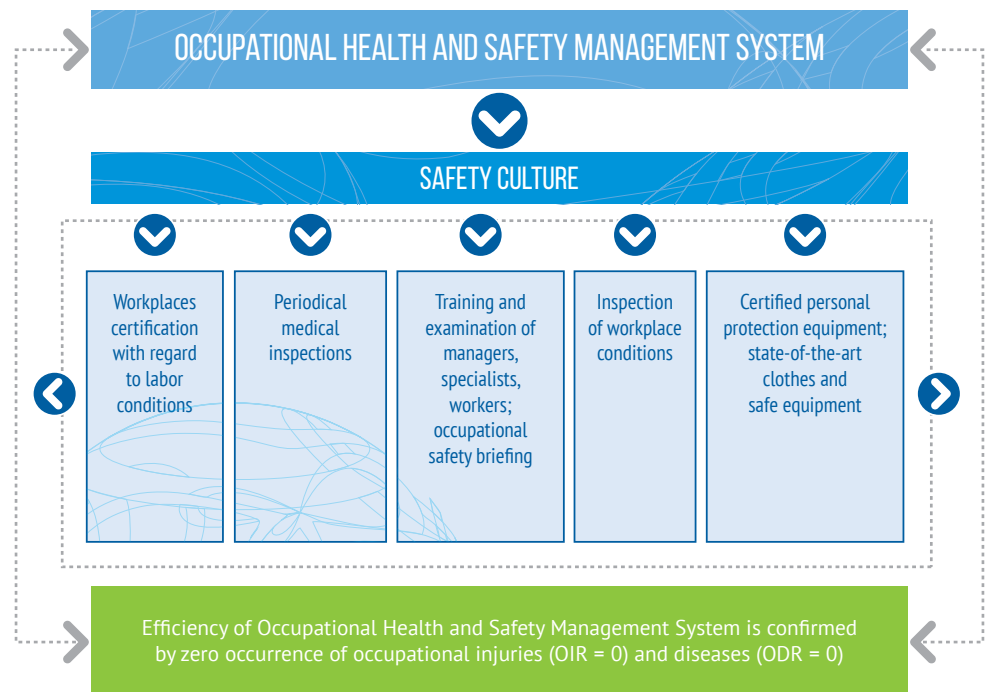 OCCUPATIONAL HEALTH AND SAFETY MANAGEMENT SYSTEM
SAFETY CULTURE
Workplaces
certification
with regard
to labor
conditions
Periodical
medical
inspections
Training and
examination of
managers,
specialists,
workers;
occupational
safety briefing
Inspection
of workplace
conditions
Certified personal
protection equipment;
state-of-the-art
clothes and
safe equipment
Efficiency of Occupational Health and Safety Management System is confirmed
by zero occurrence of occupational injuries (OIR = 0) and diseases (ODR = 0)